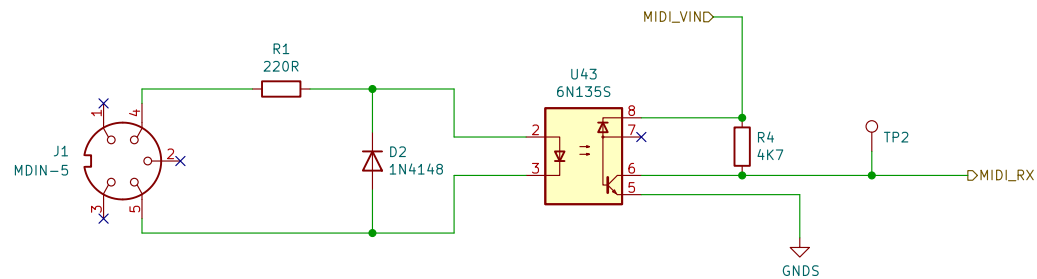 MIDI_VIN
R1
220R
U43
6N135S
1
4
8
2
7
R4
4K7
TP2
J1
MDIN-5
2
D2
1N4148
3
6
MIDI_RX
5
3
5
GNDS